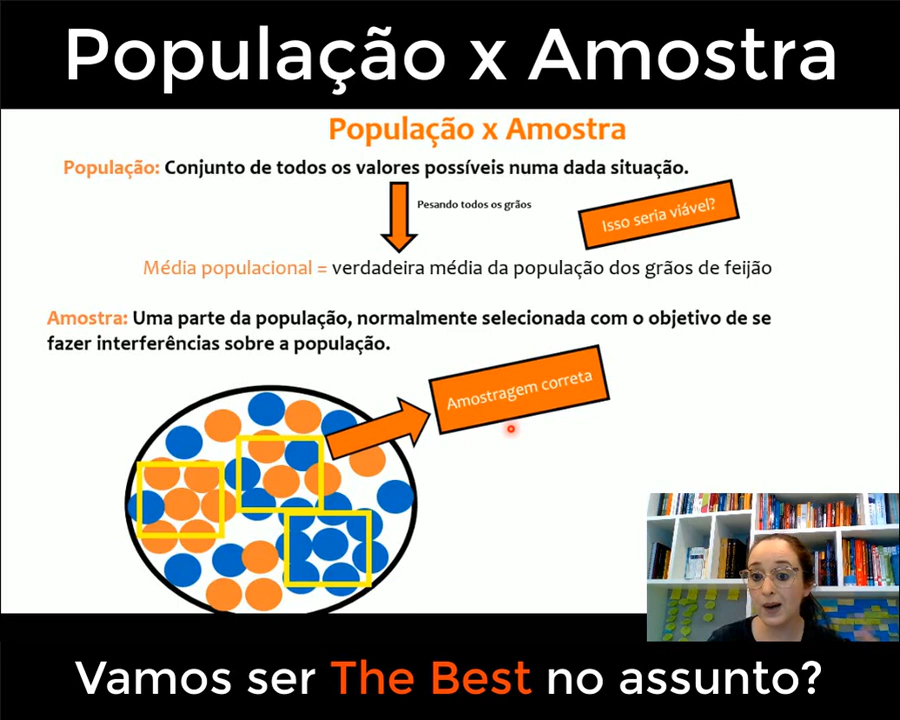 População x Amostra
População x Amostra
População: Conjunto de todos os valores possíveis numa dada situação.
Pesando todos os grãos
Isso seria viável?
Média populacional = verdadeira média da população dos grãos de feijão
Amostra: Uma parte da população, normalmente selecionada com o objetivo de se
fazer interferências sobre a população.
Amostragem correta
Vamos ser The Best no assunto?